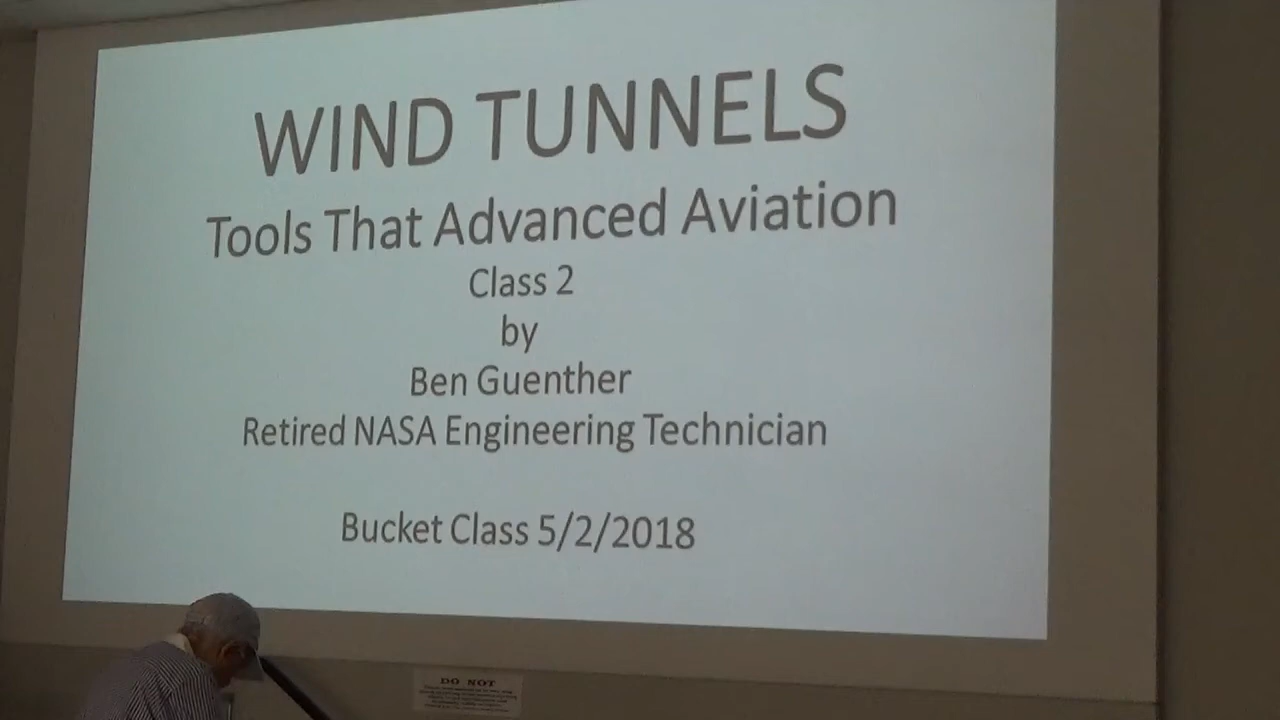 WIND TUNNELS
Tools That Advanced Aviation
Class 2
by
Ben Guenther
Retired NASA Engineering Technician
Bucket Class 5/2/2018
DO NOT